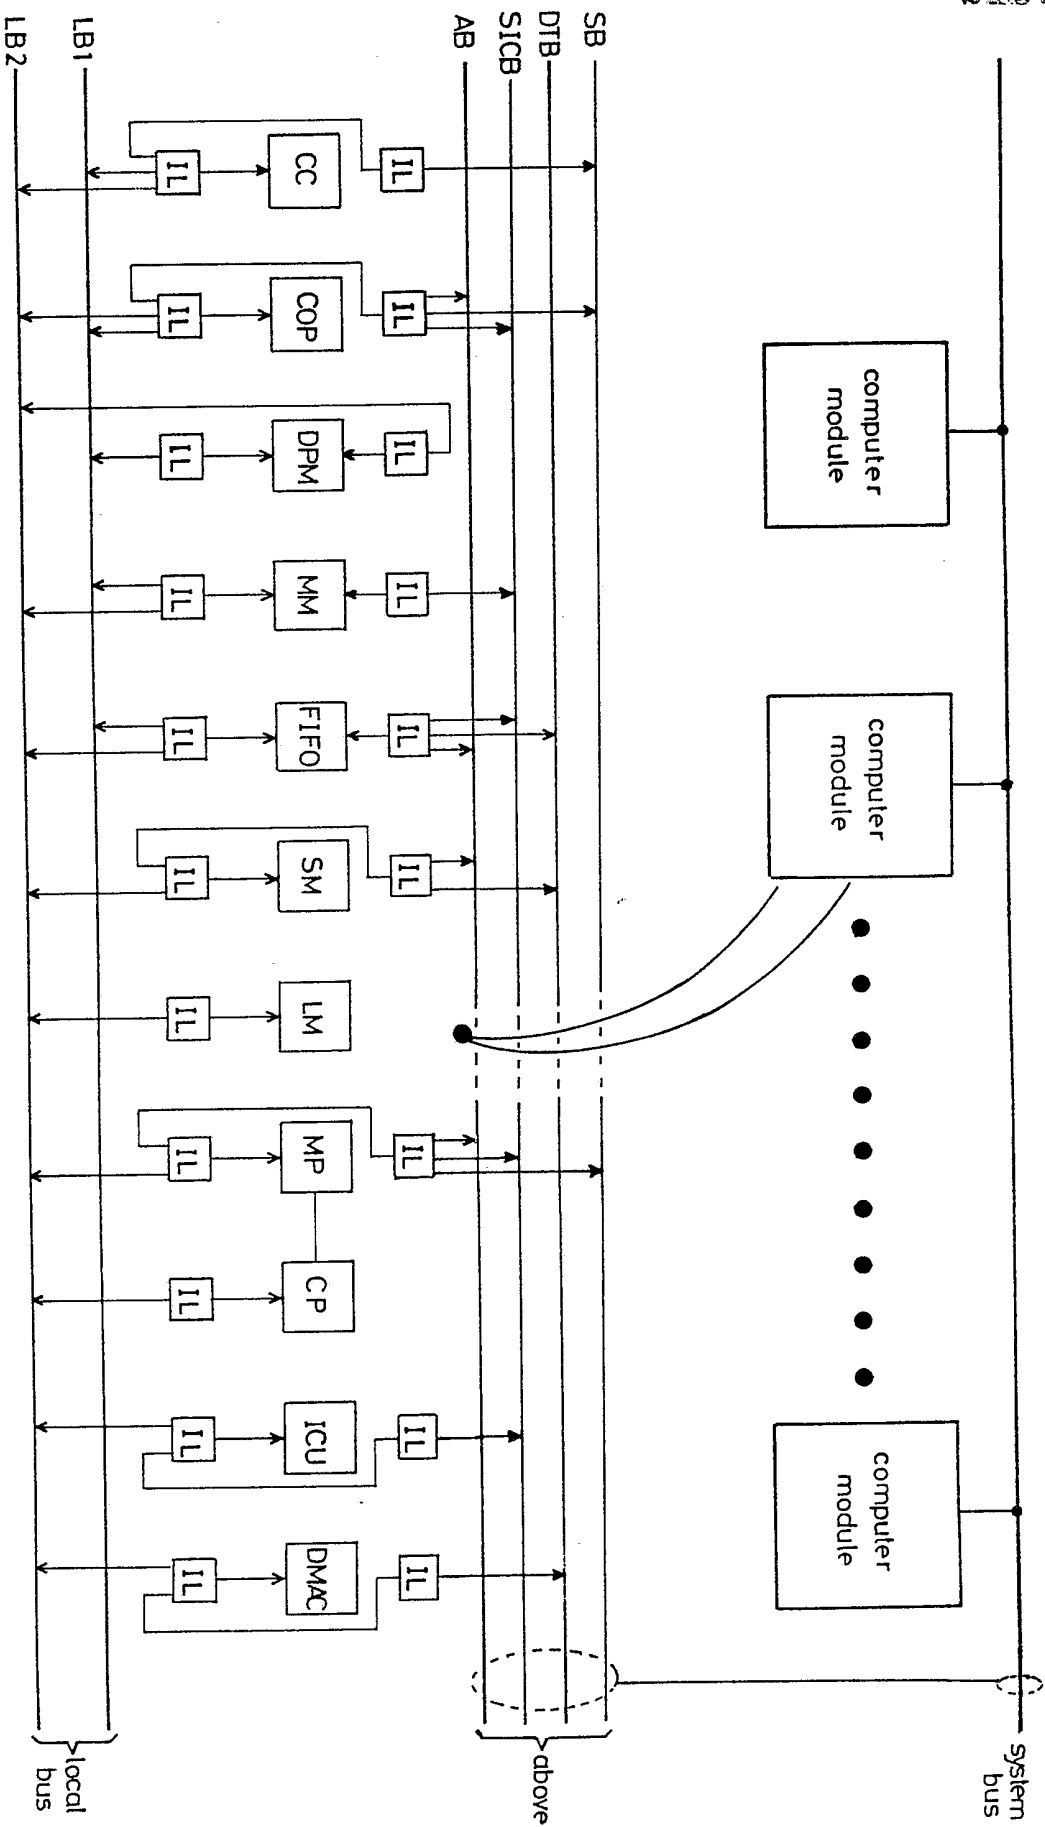 computer
module
computer
module
computer
module
system
bus
SB
DTB
SICB
AB
above
IL
IL
IL
IL
IL
IL
IL
IL
IL
CC
COP
DPM
MM
FIFO
SM
LM
MP
CP
ICU
DMAC
IL
IL
IL
IL
IL
IL
IL
IL
IL
IL
IL
LB1
LB2
local
bus